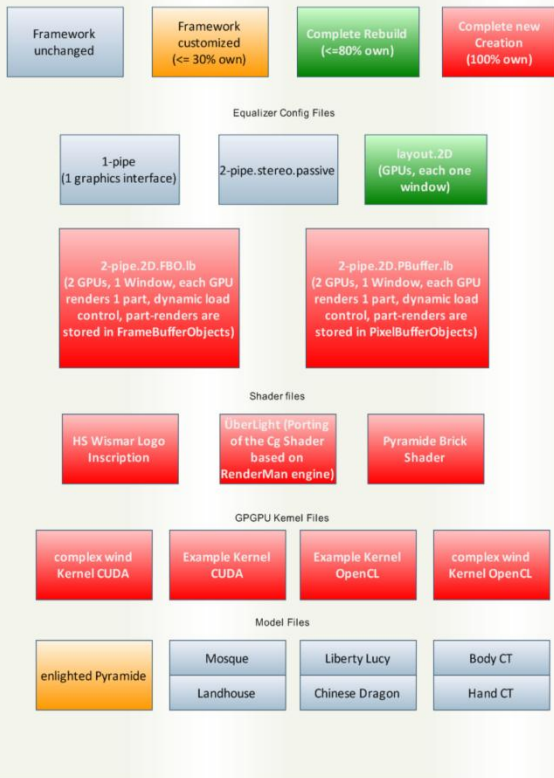 Framework
unchanged
Framework
customized
(<= 30% own)
Complete Rebuild
(<=80% own)
Complete new
Creation
(100% own)
Equalizer Config Files
1-pipe
(1 graphics interface)
2-pipe.stereo.passive
layout.2D
(GPUs, each one
window)
2-pipe.2D.FBO.lb
(2 GPUs, 1 Window, each GPU
renders 1 part, dynamic load
control, part-renders are
stored in FrameBufferObjects)
2-pipe.2D.PBuffer.lb
(2 GPUs, 1 Window, each GPU
renders 1 part, dynamic load
control, part-renders are
stored in PixelBufferObjects)
Shader files
HS Wismar Logo
Inscription
ÜberLight (Porting
of the Cg Shader
based on
RenderMan engine)
Pyramide Brick
Shader
GPGPU Kernel Files
complex wind
Kernel CUDA
Example Kernel
CUDA
Example Kernel
OpenCL
complex wind
Kernel OpenCL
Model Files
enlighted Pyramide
Mosque
Landhouse
Liberty Lucy
Chinese Dragon
Body CT
Hand CT